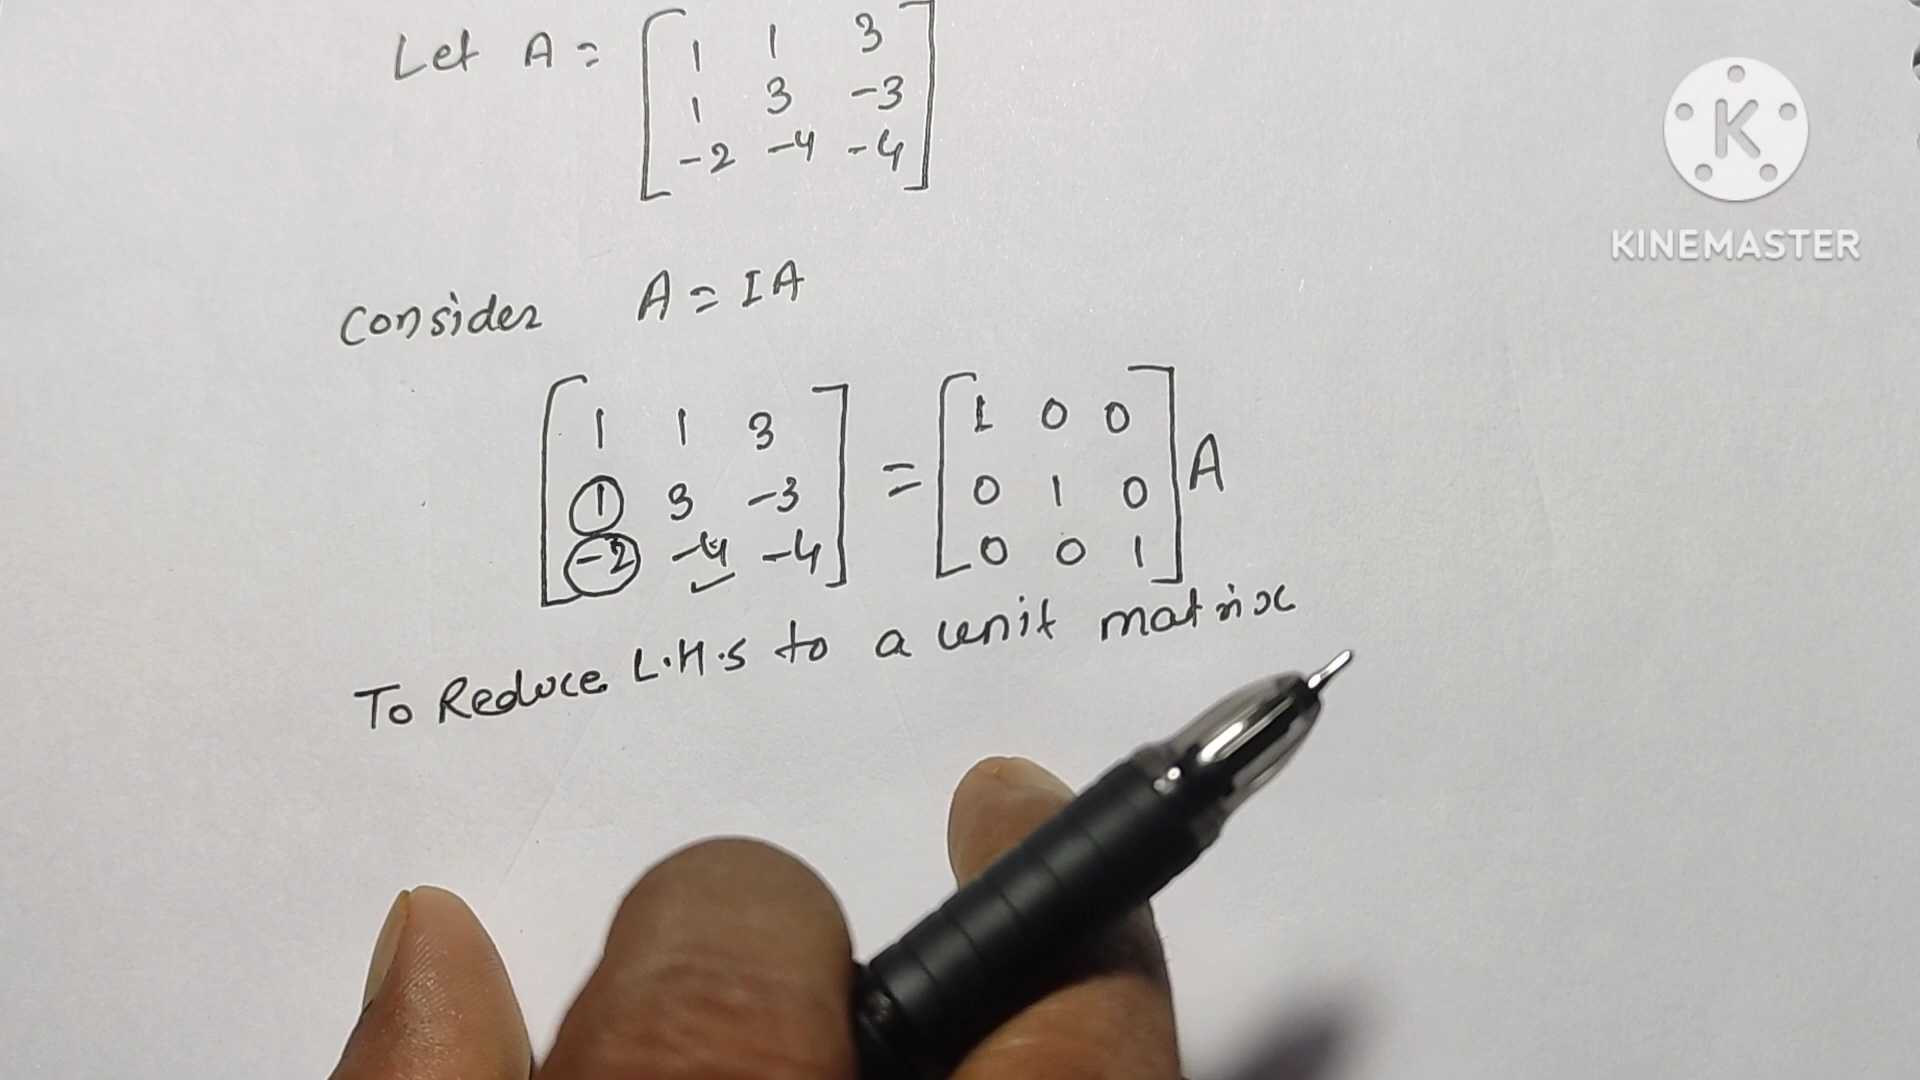 Let A = [ 1 1 3
1 3 -3
-2 -4 -4 ]
K
KINEMASTER
Consider A = IA
[ 1 1 3 ] = [ 1 0 0 ] A
1 3 -3 0 1 0
-2 -4 -4 0 0 1
To Reduce L.H.S to a unit matrix